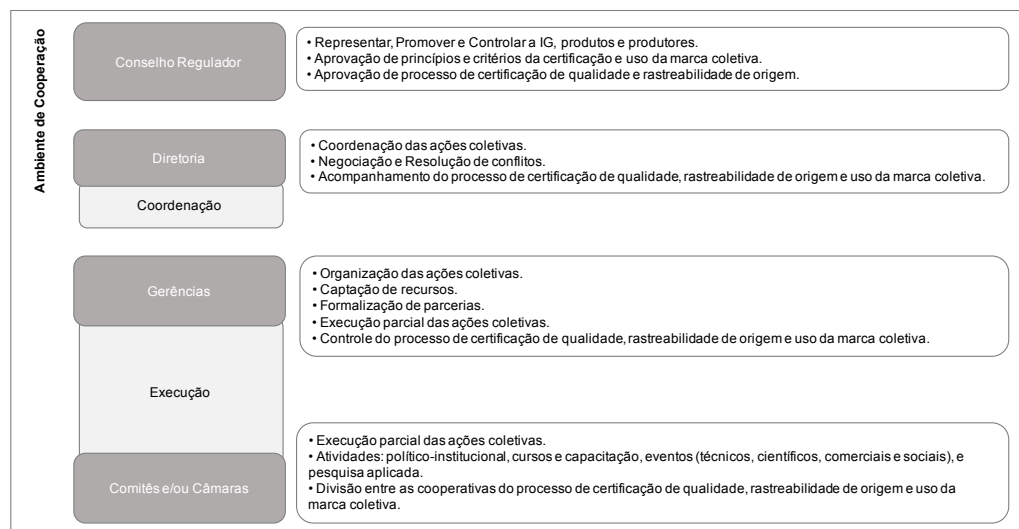 Ambiente de Cooperação
Conselho Regulador
• Representar, Promover e Controlar a IG, produtos e produtores.
• Aprovação de princípios e critérios da certificação e uso da marca coletiva.
• Aprovação de processo de certificação de qualidade e rastreabilidade de origem.
Diretoria
Coordenação
• Coordenação das ações coletivas.
• Negociação e Resolução de conflitos.
• Acompanhamento do processo de certificação de qualidade, rastreabilidade de origem e uso da marca coletiva.
Gerências
• Organização das ações coletivas.
• Captação de recursos.
• Formalização de parcerias.
• Execução parcial das ações coletivas.
• Controle do processo de certificação de qualidade, rastreabilidade de origem e uso da marca coletiva.
Execução
Comitês e/ou Câmaras
• Execução parcial das ações coletivas.
• Atividades: político-institucional, cursos e capacitação, eventos (técnicos, científicos, comerciais e sociais), e
pesquisa aplicada.
• Divisão entre as cooperativas do processo de certificação de qualidade, rastreabilidade de origem e uso da
marca coletiva.